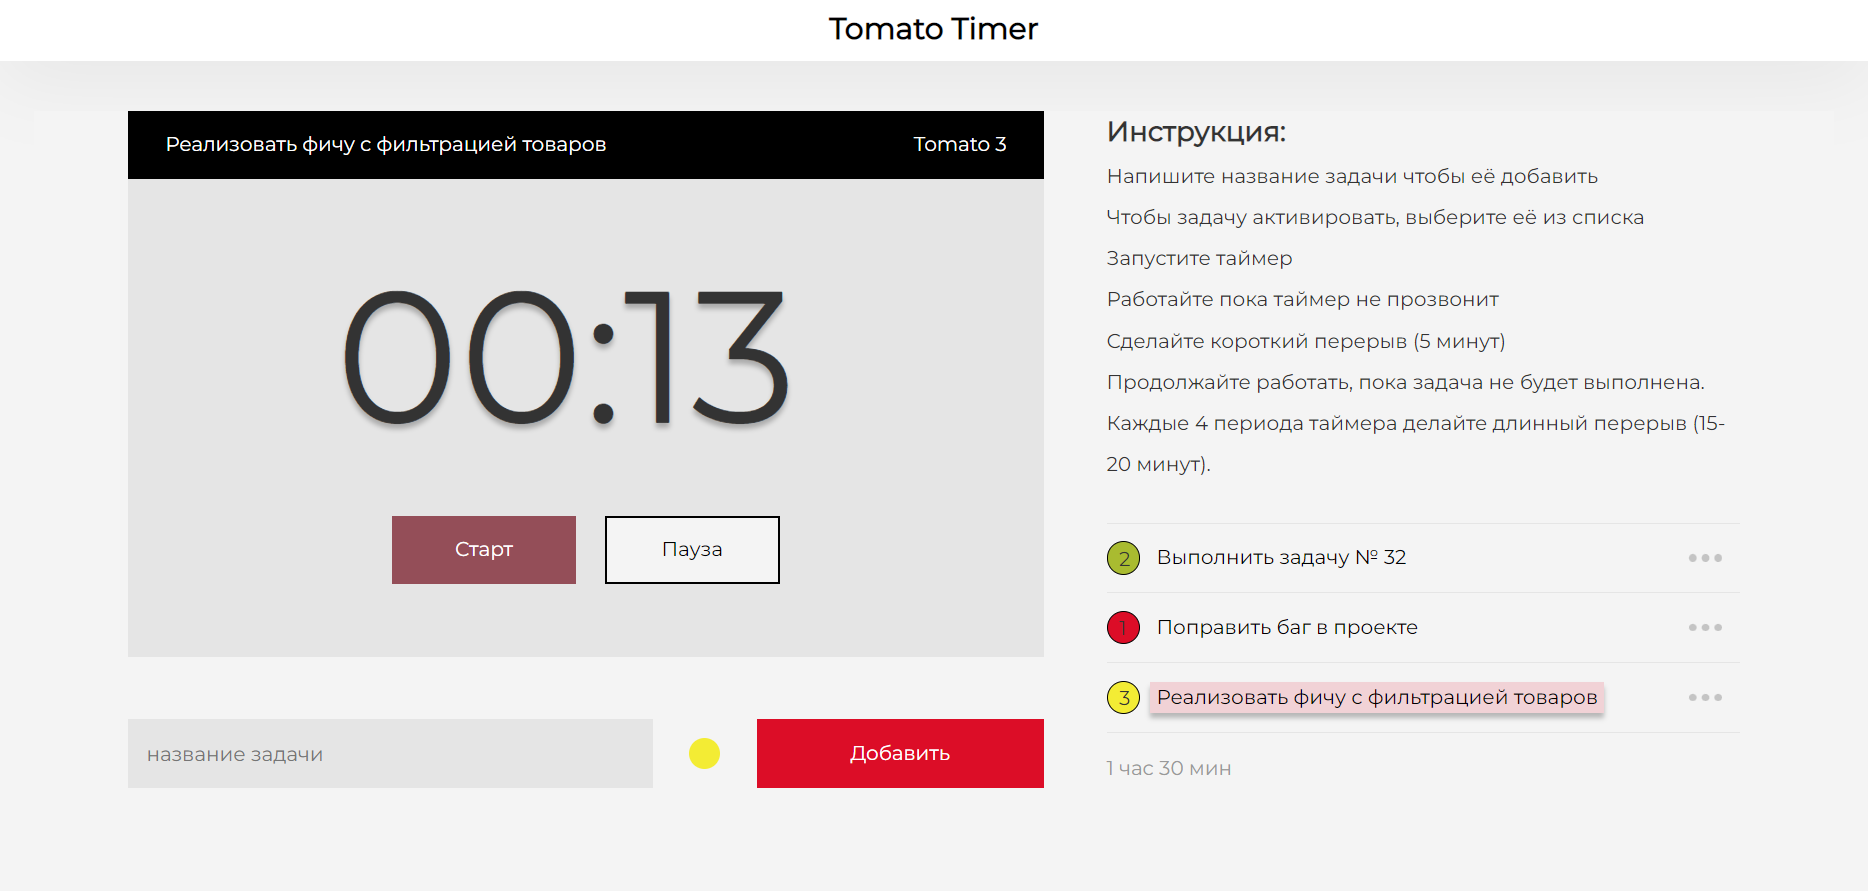 Tomato Timer
Реализовать фичу с фильтрацией товаров
Tomato 3
00:13
Старт
Пауза
название задачи
Добавить
Инструкция:
Напишите название задачи чтобы её добавить
Чтобы задачу активировать, выберите её из списка
Запустите таймер
Работайте пока таймер не прозвонит
Сделайте короткий перерыв (5 минут)
Продолжайте работать, пока задача не будет выполнена.
Каждые 4 периода таймера делайте длинный перерыв (15-
20 минут).
2 Выполнить задачу № 32
1 Поправить баг в проекте
3 Реализовать фичу с фильтрацией товаров
1 час 30 мин